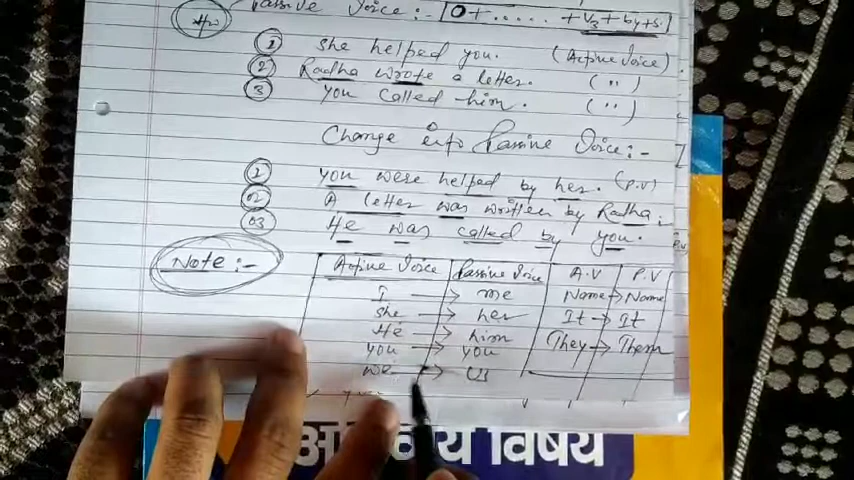 Passive Voice :- O + ..... + V3 + by + S.
① she helped you. (Active Voice)
② Radha wrote a letter. ( " )
③ You called him. ( " )
Change into Passive Voice :-
① You were helped by her. (P.V)
02 A letter was written by Radha.
03 He was called by you. P.V
Note :-
Active Voice Passive Voice A.V P.V
I → me Name → Name
she → her It → It
He → him They → Them
you → you
we → us